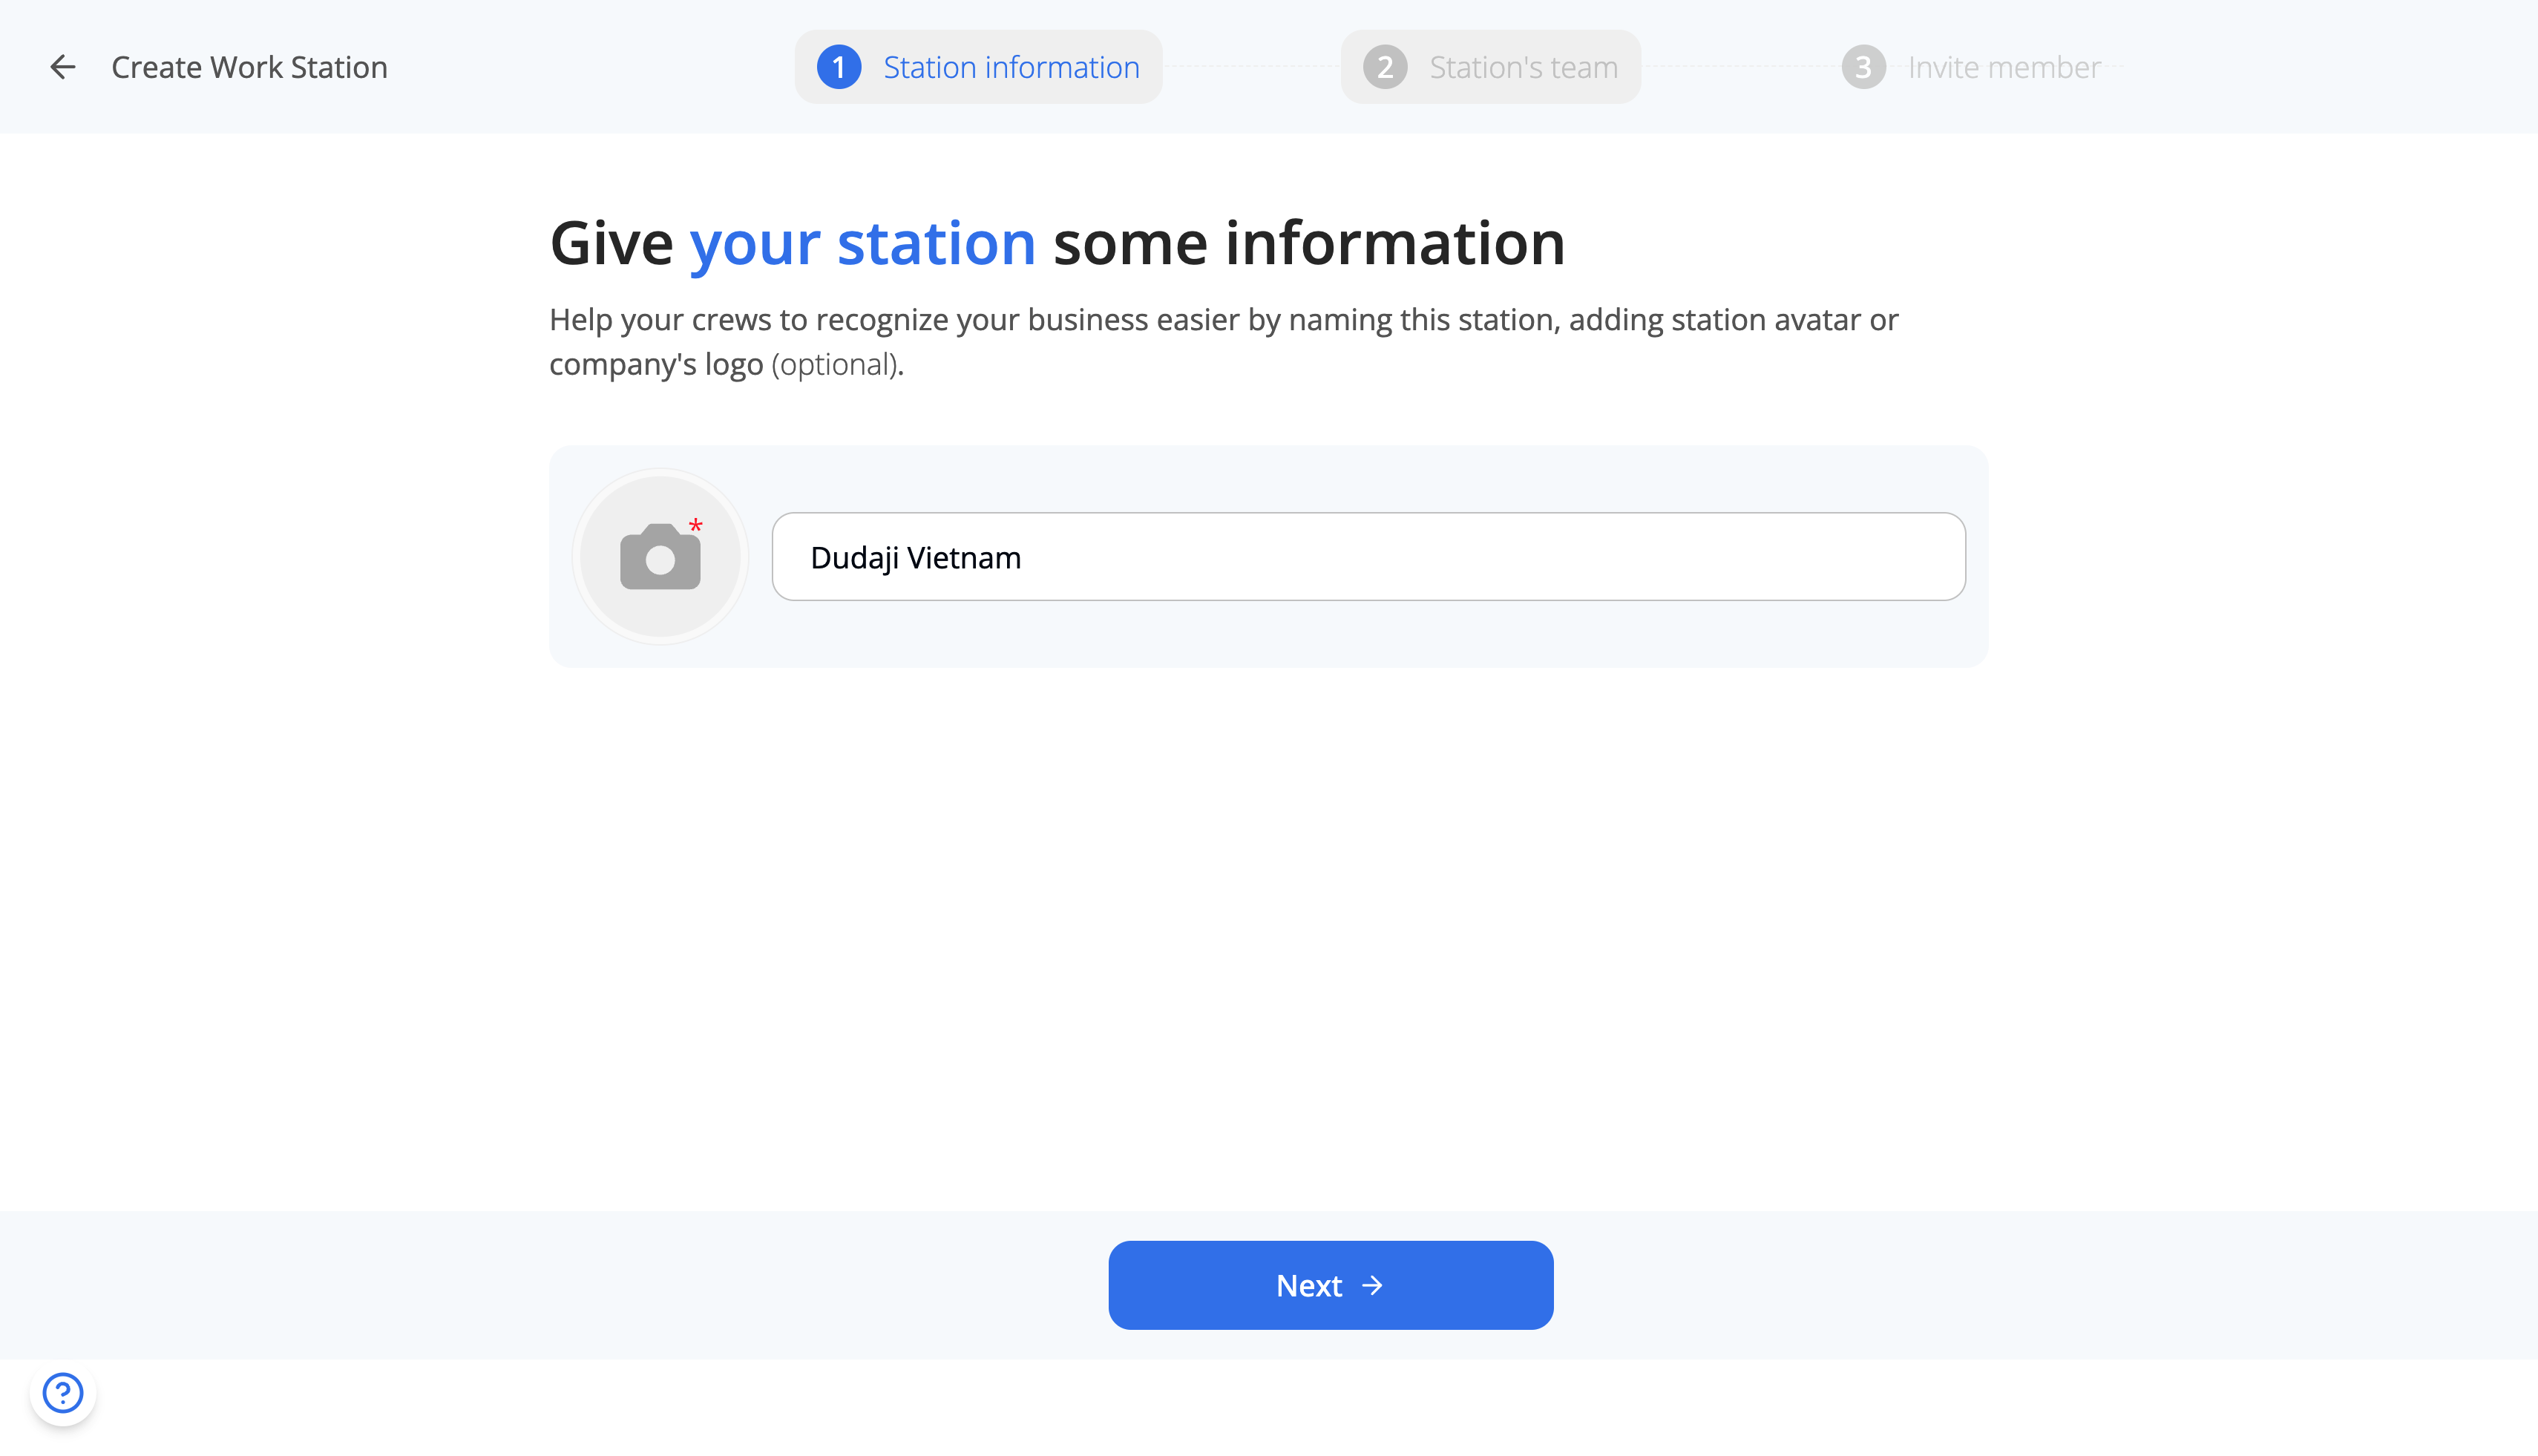 Create Work Station
1 Station information
2 Station's team
3 Invite member
Give your station some information
Help your crews to recognize your business easier by naming this station, adding station avatar or
company's logo (optional).
*
Dudaji Vietnam
Next →
?